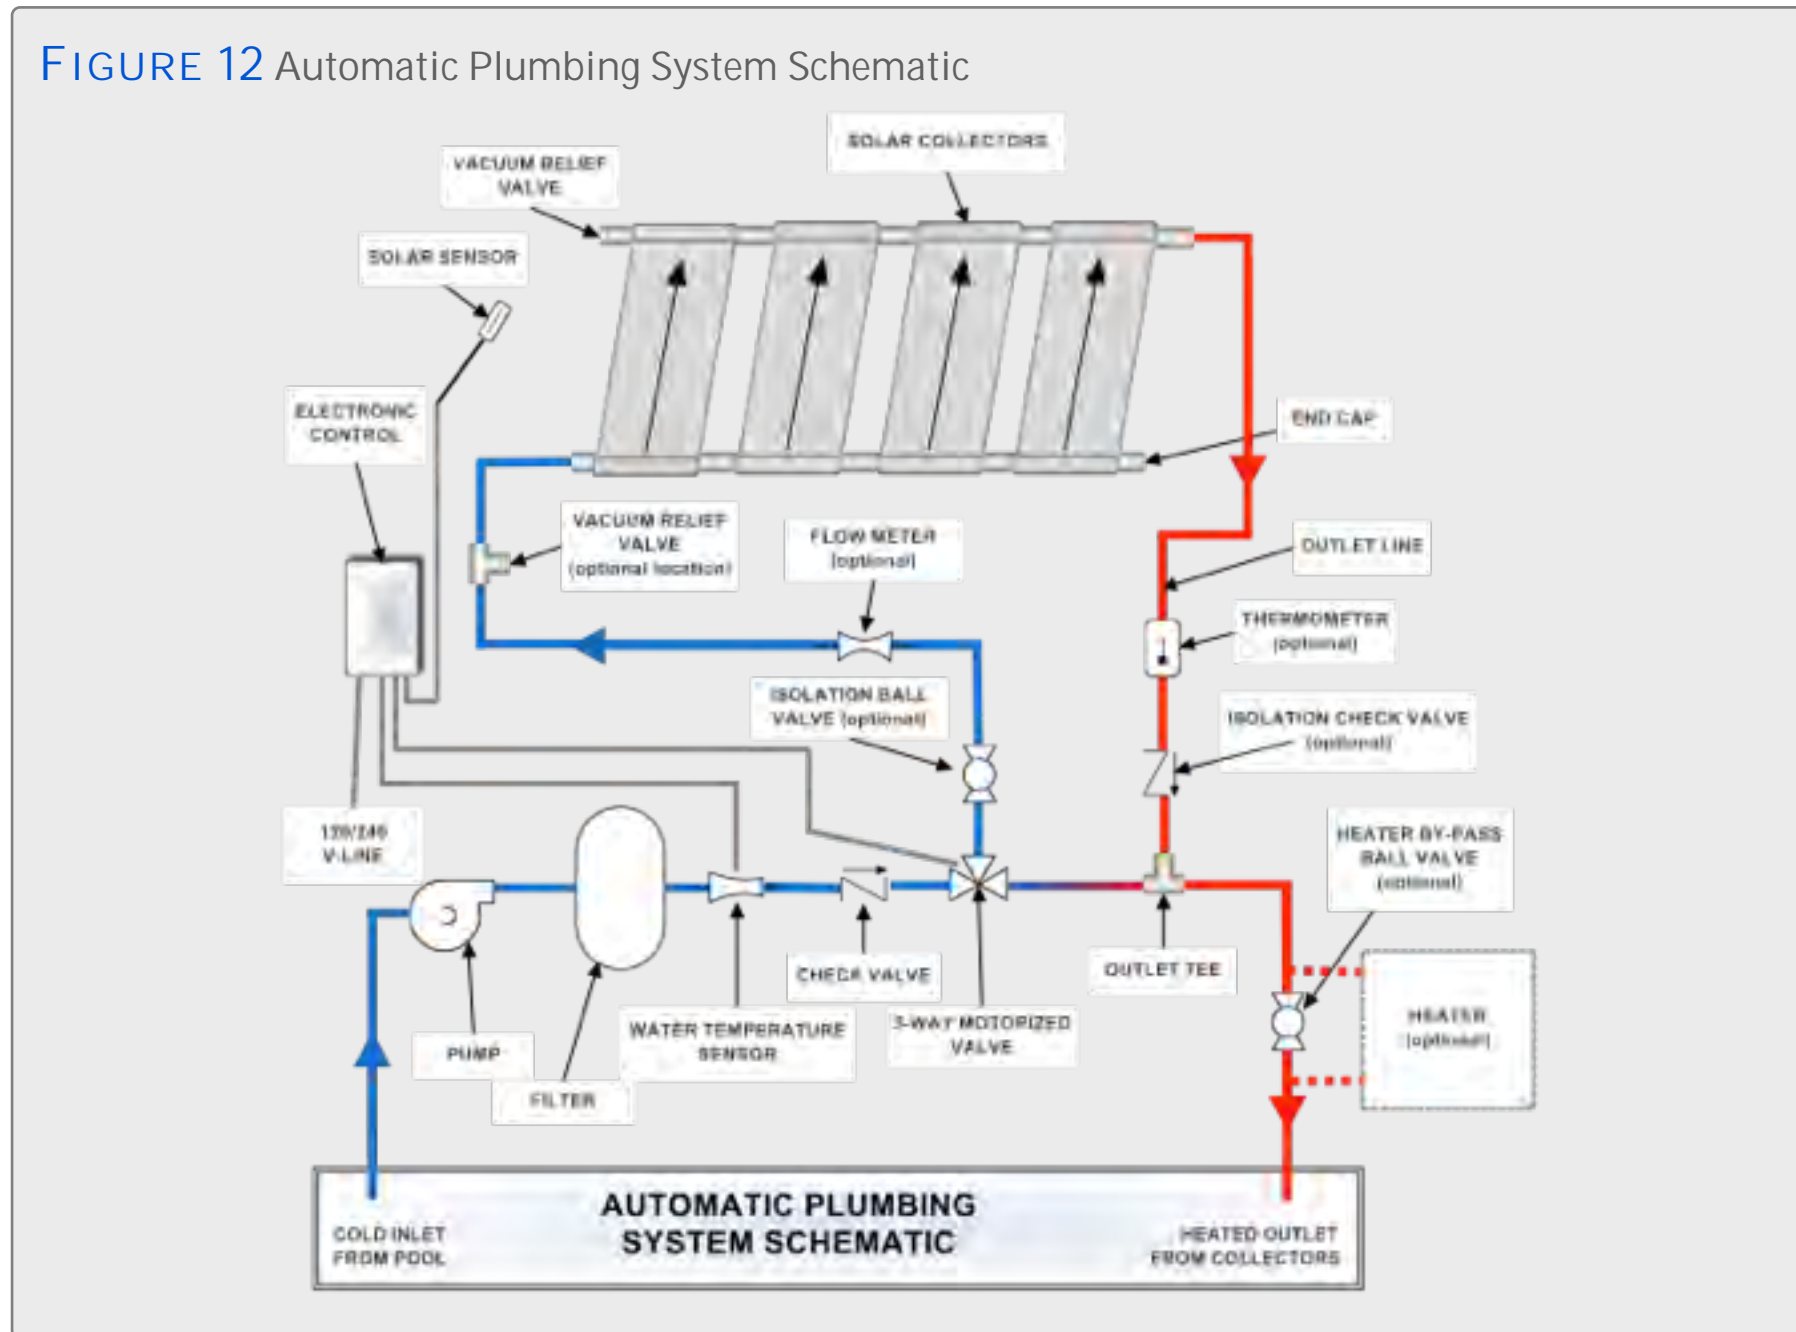 FIGURE 12 Automatic Plumbing System Schematic
SOLAR COLLECTORS
VACUUM RELIEF
VALVE
SOLAR SENSOR
ELECTRONIC
CONTROL
END CAP
VACUUM RELIEF
VALVE
(optional location)
FLOW METER
(optional)
OUTLET LINE
THERMOMETER
(optional)
ISOLATION BALL
VALVE (optional)
ISOLATION CHECK VALVE
(optional)
120/240
V-LINE
HEATER BY-PASS
BALL VALVE
(optional)
CHECK VALVE
OUTLET TEE
PUMP
FILTER
WATER TEMPERATURE
SENSOR
3-WAY MOTORIZED
VALVE
HEATER
(optional)
COLD INLET
FROM POOL
AUTOMATIC PLUMBING
SYSTEM SCHEMATIC
HEATED OUTLET
FROM COLLECTORS